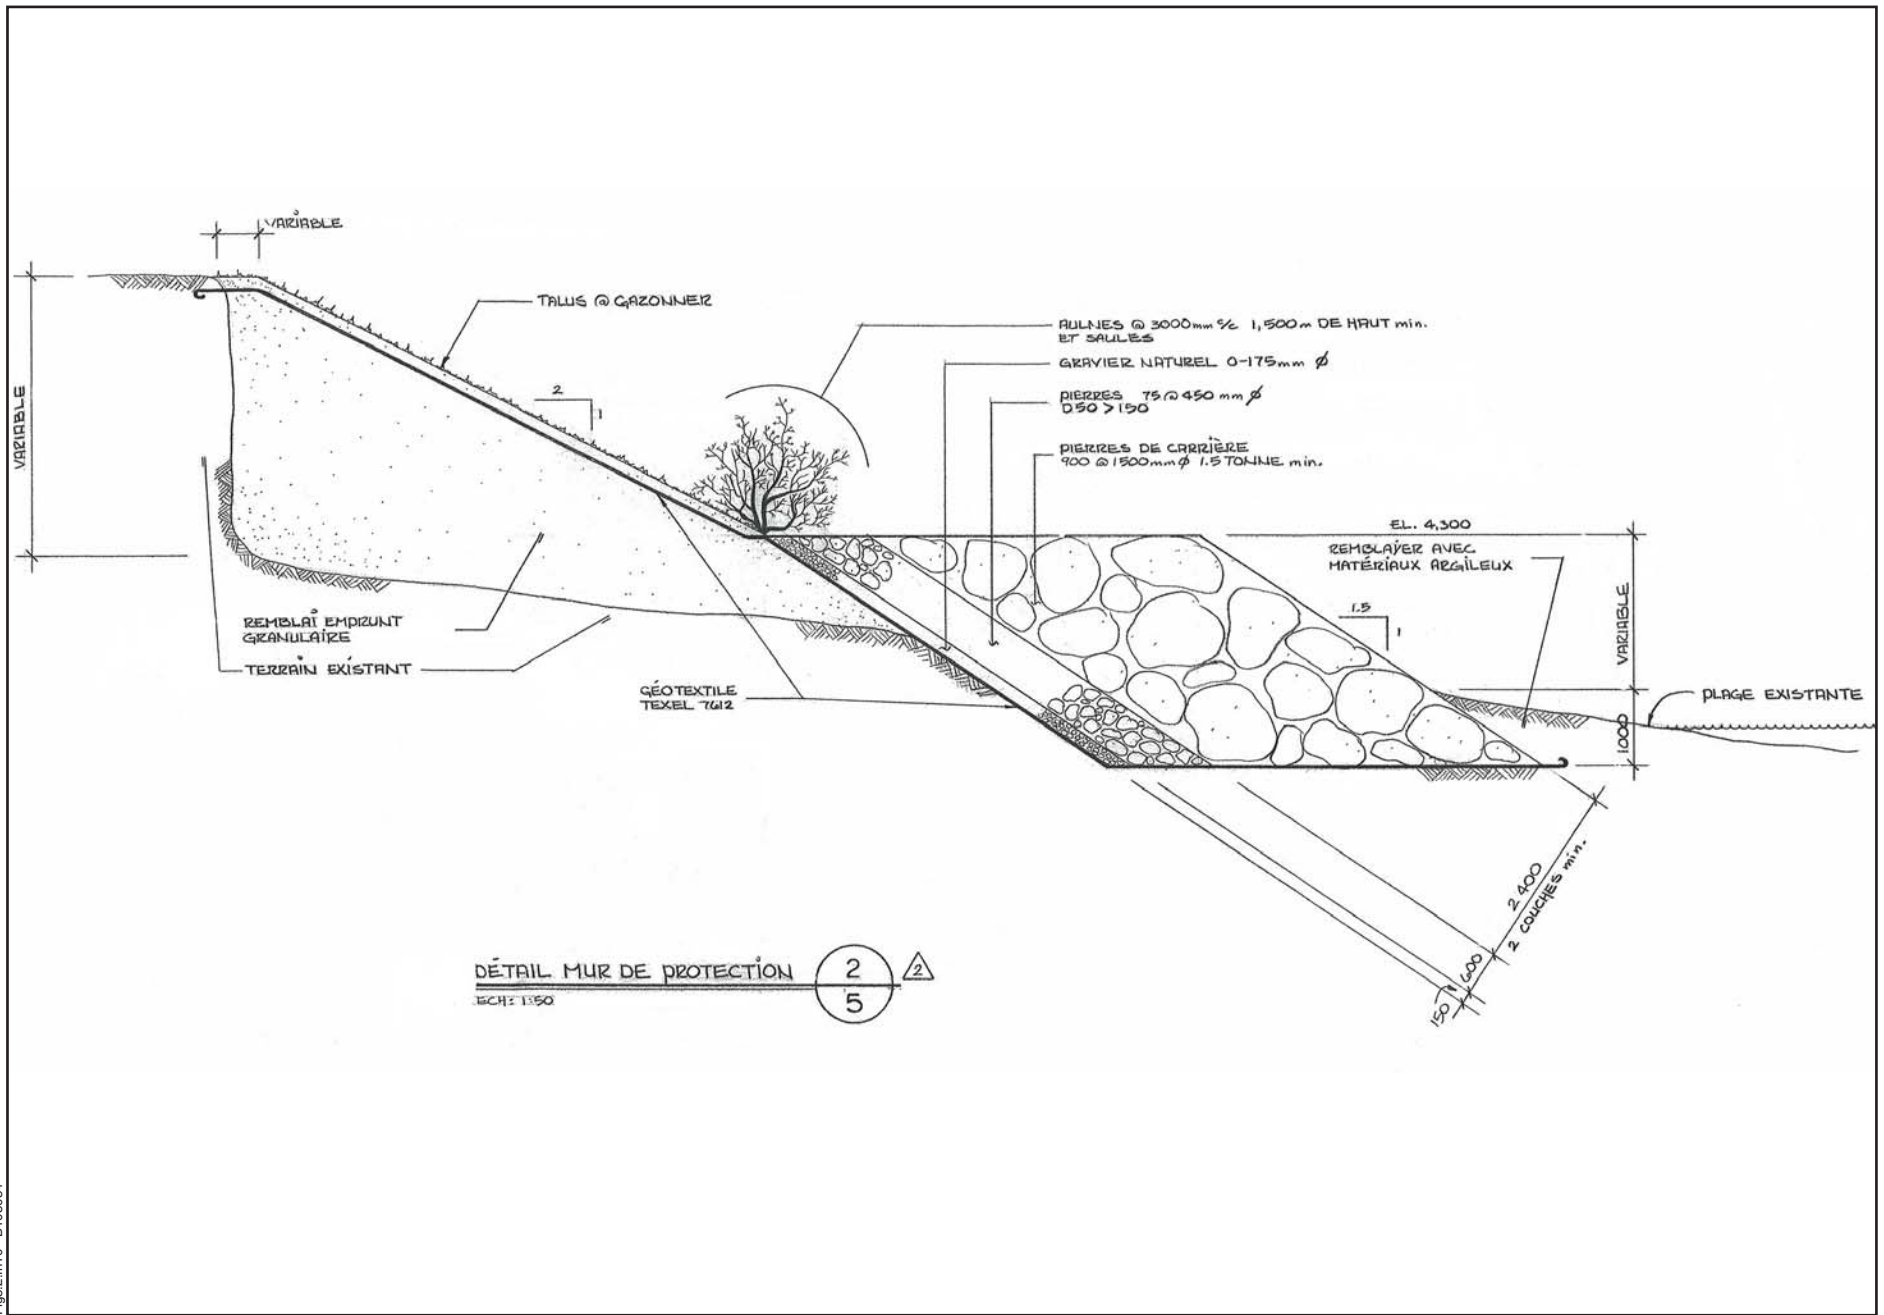 VARIABLE
TALUS @ GAZONNER
AULNES @ 3000mm c/c 1,500m DE HAUT min.
ET SAULES
GRAVIER NATUREL 0-175mm ϕ
PIERRES 75 @ 450 mm ϕ
D50 > 150
PIERRES DE CARRIÈRE
900 @ 1500mm ϕ 1.5 TONNE min.
2
1
VARIABLE
EL. 4,300
REMBLAYER AVEC
MATÉRIAUX ARGILEUX
1.5
1
VARIABLE
REMBLAI EMPRUNT
GRANULAIRE
TERRAIN EXISTANT
GÉOTEXTILE
TEXEL 7612
PLAGE EXISTANTE
1000
2 400
2 COUCHES min.
600
150
DÉTAIL MUR DE PROTECTION
ECH: 1:50
2
5
2